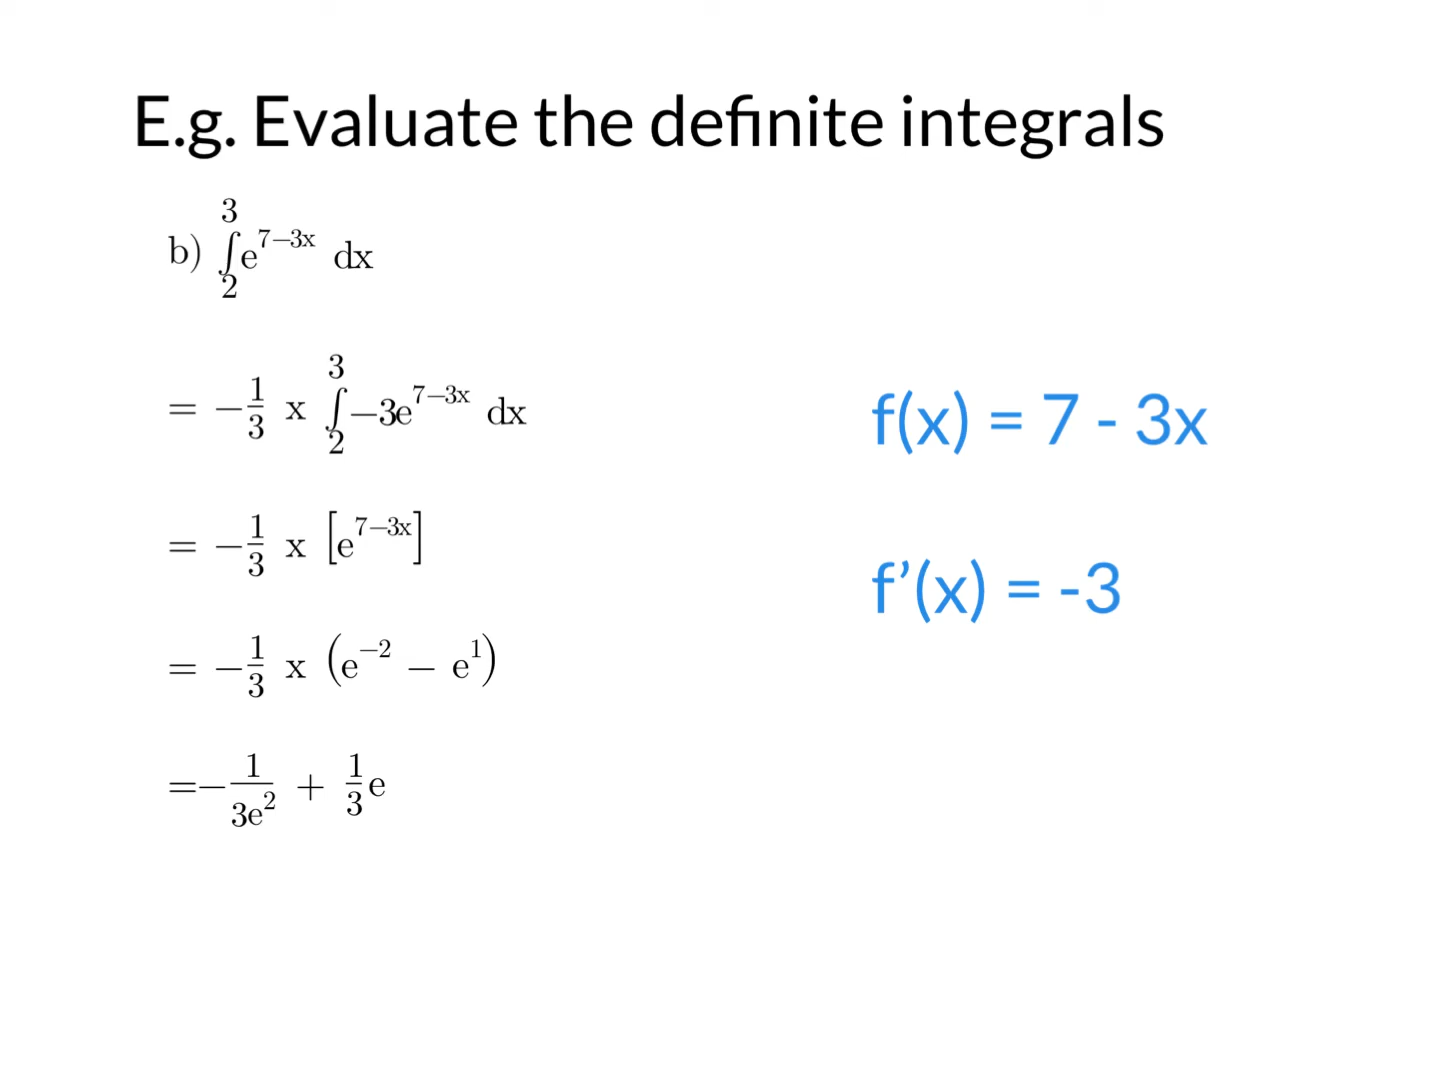 E.g. Evaluate the definite integrals
b) ∫₂³ e^{7−3x} dx
= −1/3 x ∫₂³ −3e^{7−3x} dx
f(x) = 7 - 3x
= −1/3 x [e^{7−3x}]
f’(x) = -3
= −1/3 x (e^{−2} − e^{1})
=−1/(3e²) + 1/3 e